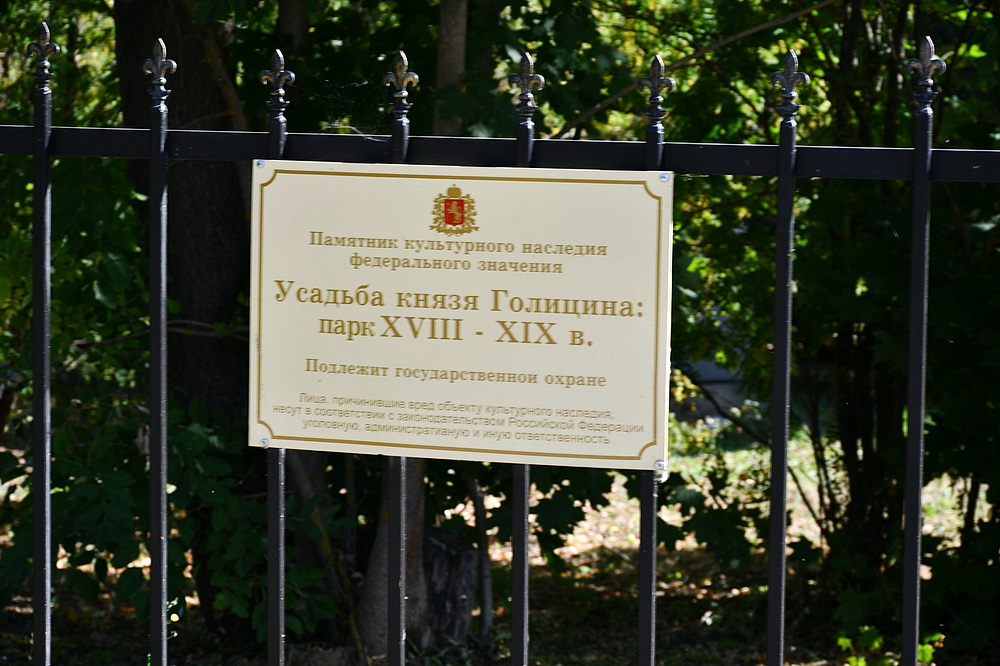 Памятник культурного наследия
федерального значения
Усадьба князя Голицина:
парк XVIII - XIX в.
Подлежит государственной охране
Лица, причинившие вред объекту культурного наследия,
несут в соответствии с законодательством Российской Федерации
уголовную, административную и иную ответственность